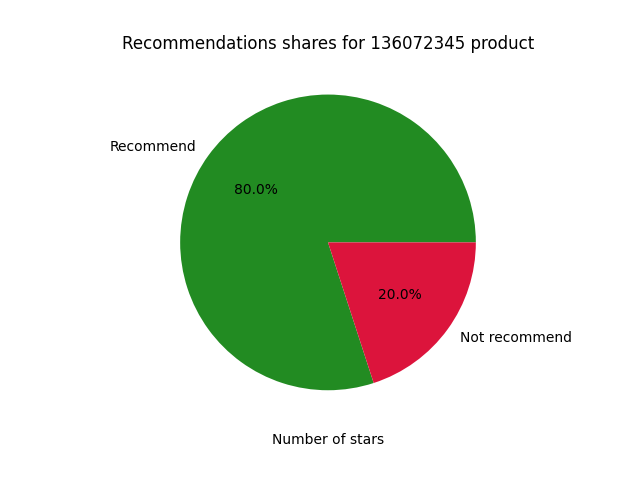 Recommendations shares for 136072345 product
Recommend
80.0%
20.0%
Not recommend
Number of stars